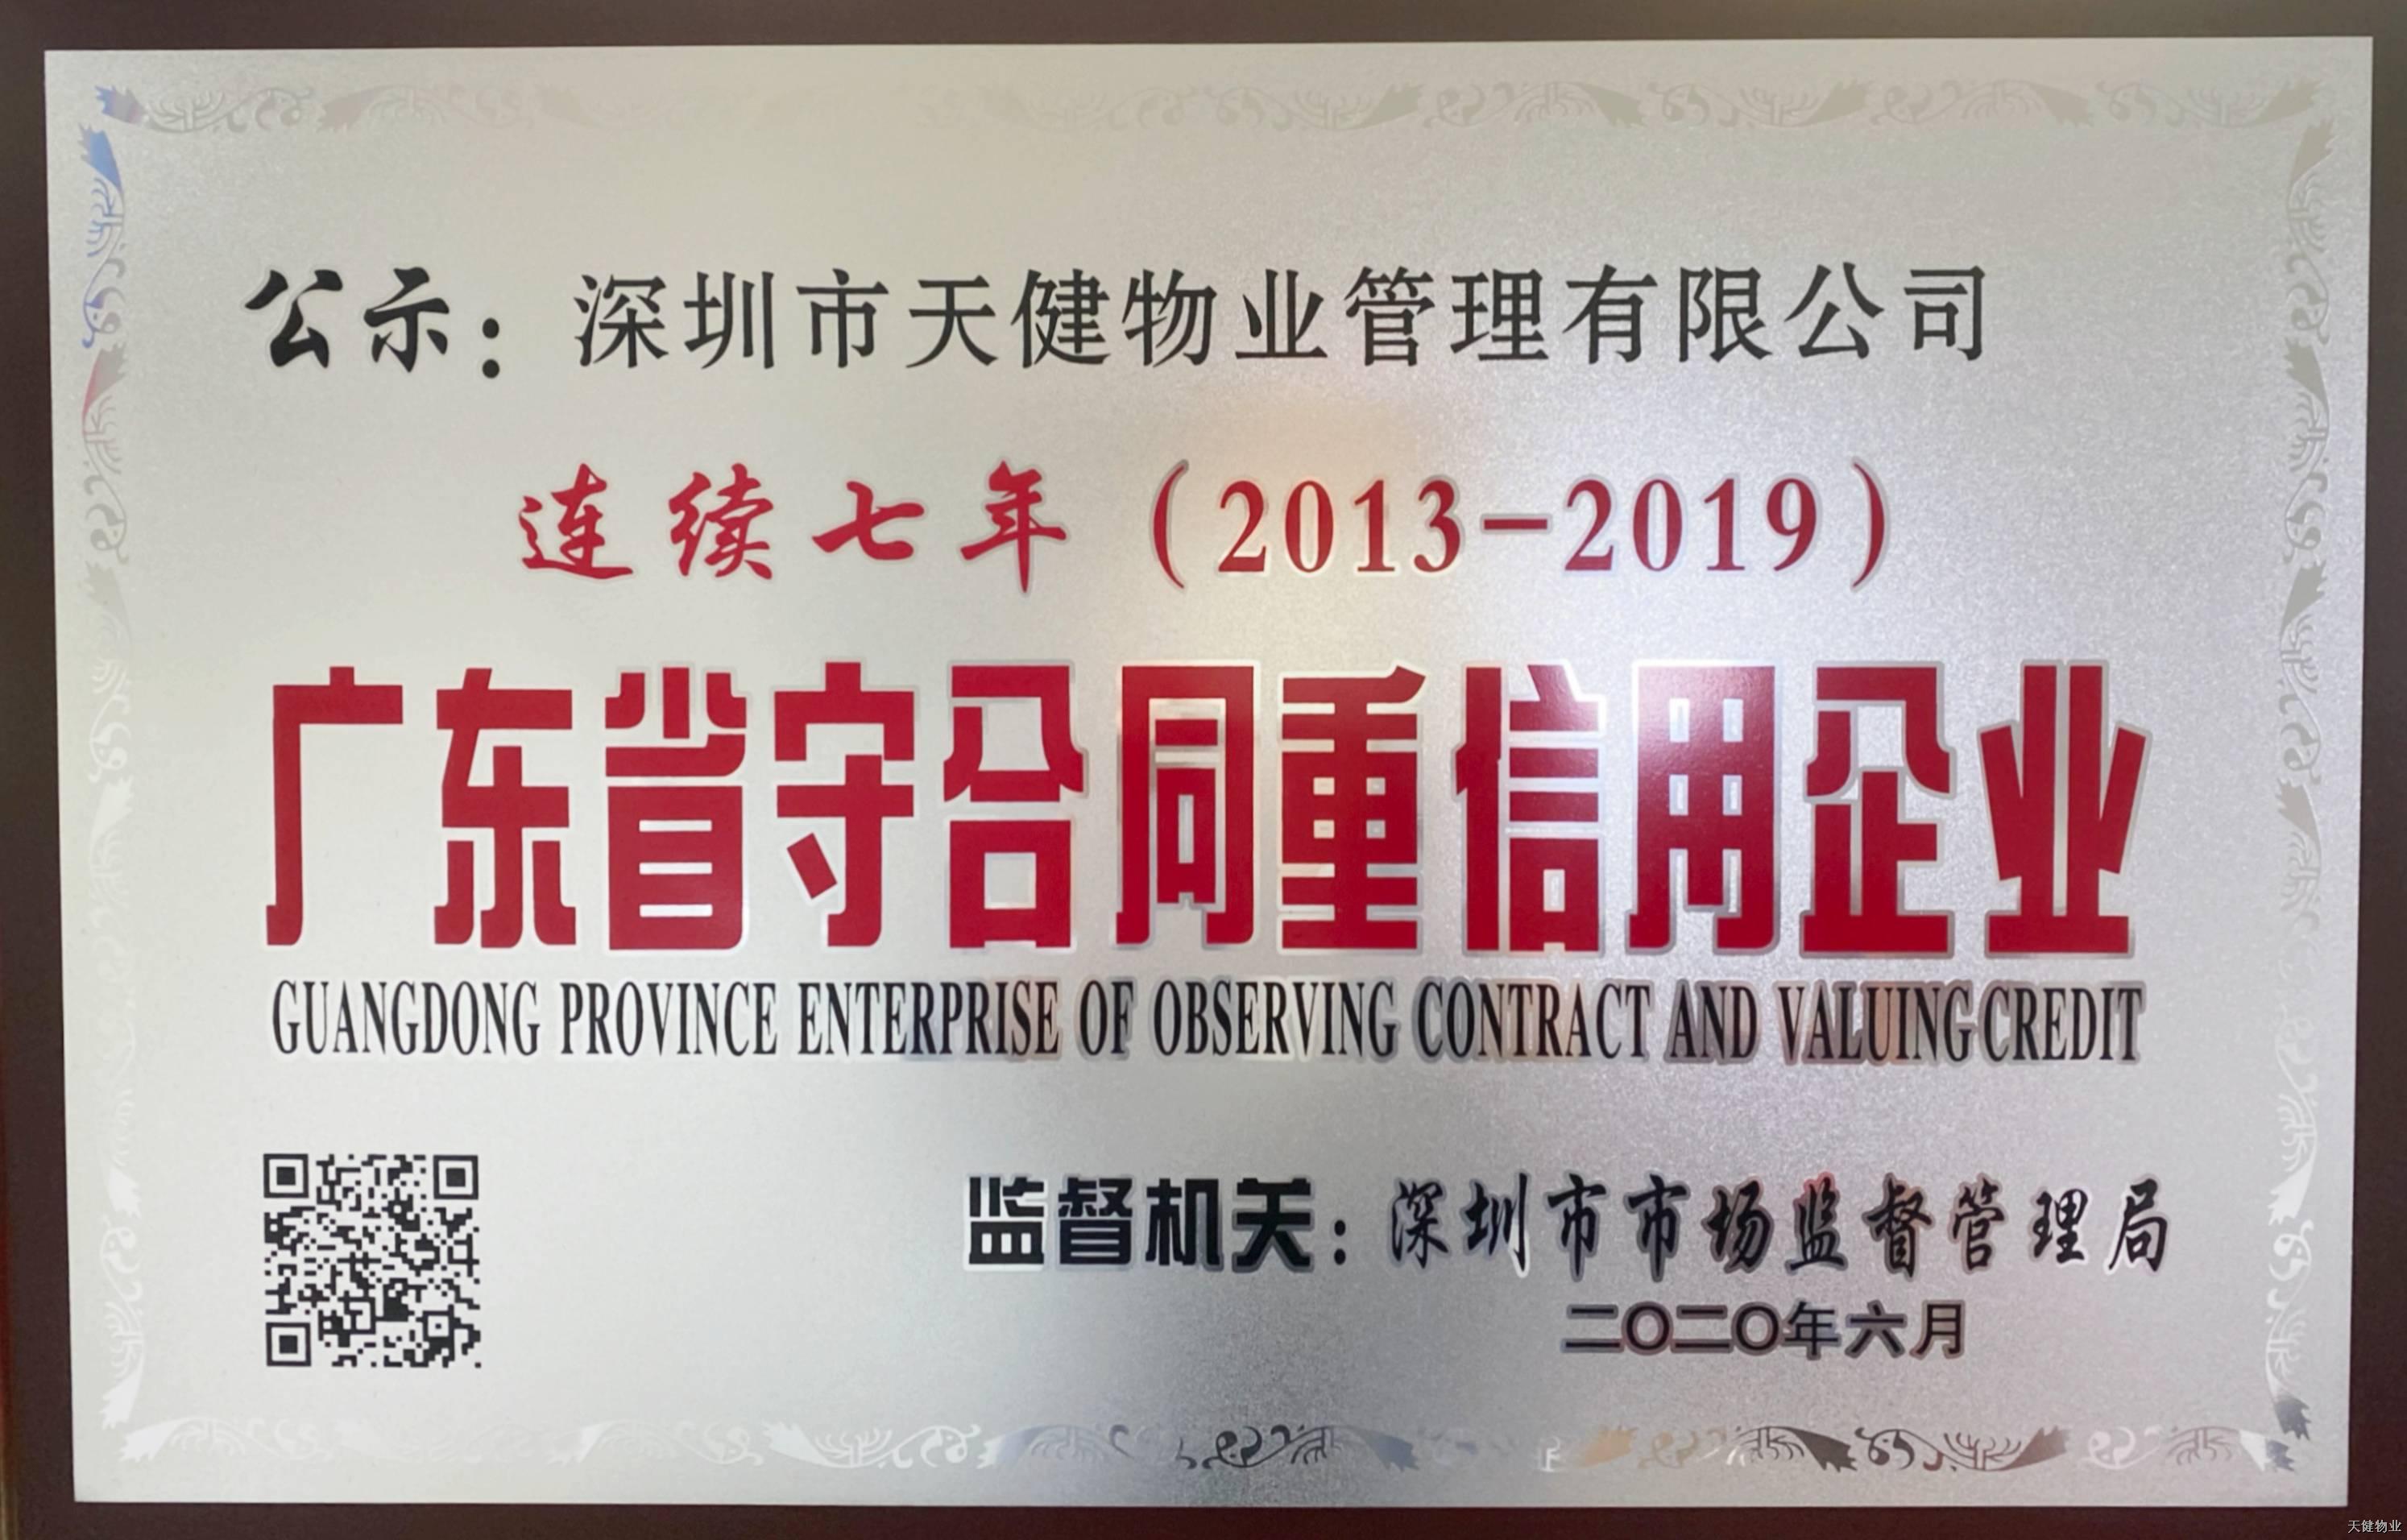 公示：深圳市天健物业管理有限公司
连续七年（2013-2019）
广东省守合同重信用企业
GUANGDONG PROVINCE ENTERPRISE OF OBSERVING CONTRACT AND VALUING CREDIT
监督机关：深圳市市场监督管理局
二〇二〇年六月
天健物业